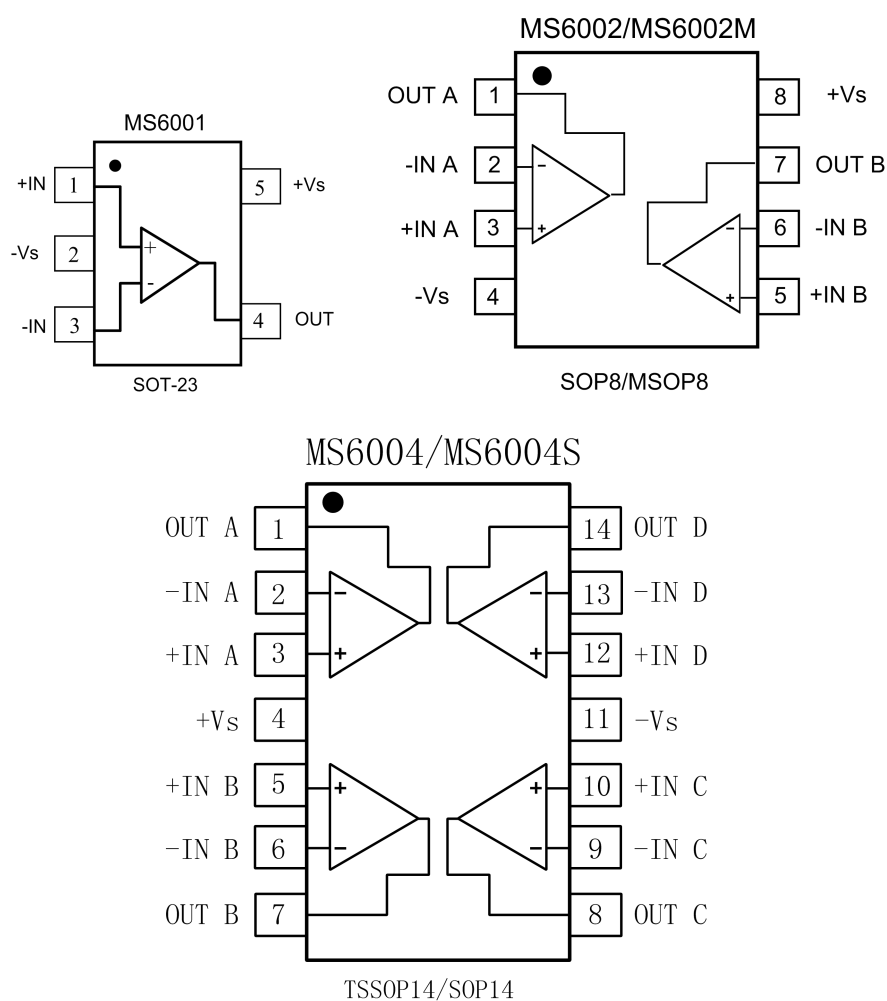 MS6001
+IN 1 5 +Vs
-Vs 2
+
-
-IN 3 4 OUT
SOT-23
MS6002/MS6002M
OUT A 1 8 +Vs
-IN A 2 - 7 OUT B
+IN A 3 + - 6 -IN B
-Vs 4 + 5 +IN B
SOP8/MSOP8
MS6004/MS6004S
OUT A 1 14 OUT D
-IN A 2 - - 13 -IN D
+IN A 3 + + 12 +IN D
+Vs 4 11 -Vs
+IN B 5 + + 10 +IN C
-IN B 6 - - 9 -IN C
OUT B 7 8 OUT C
TSSOP14/SOP14